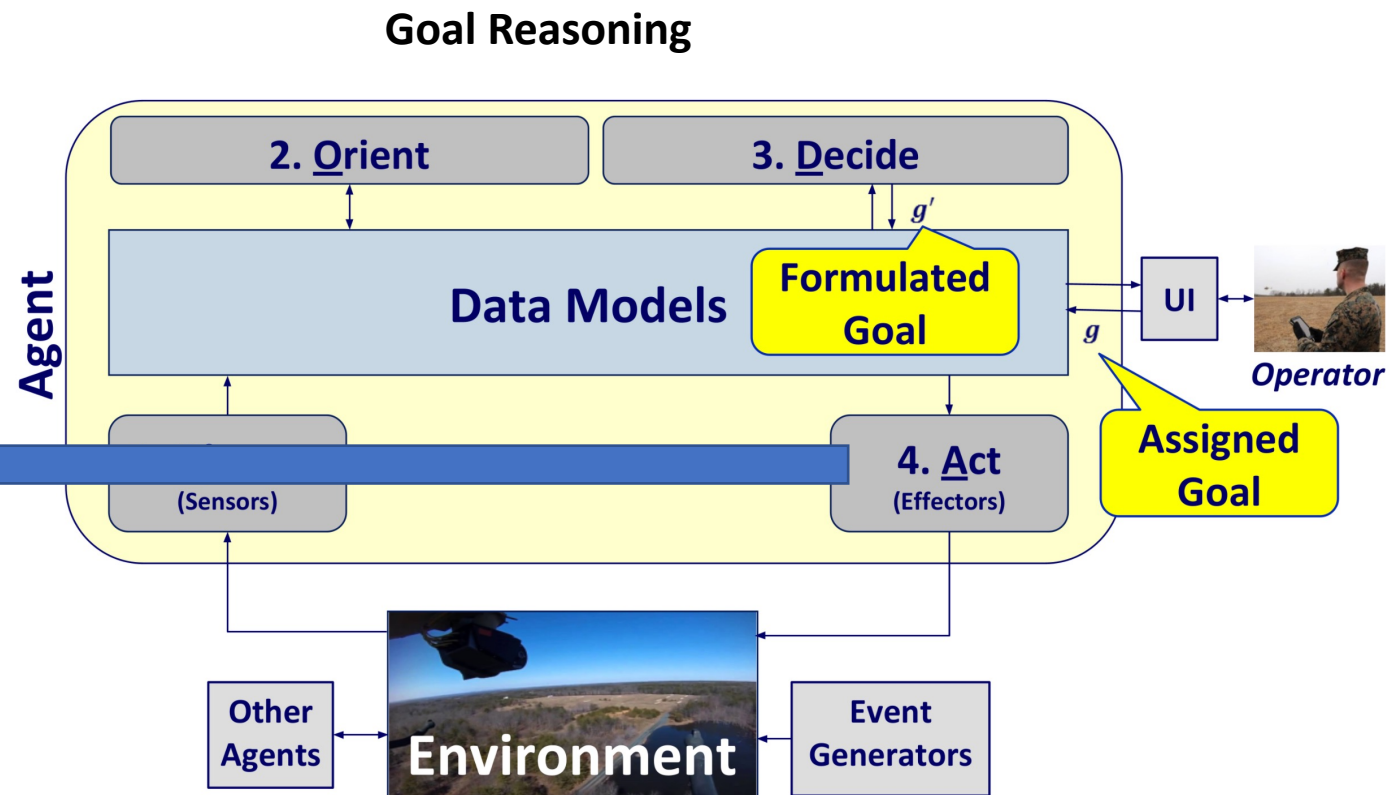 Goal Reasoning
2. Orient
3. Decide
g′
Formulated
Goal
Data Models
UI
g
Operator
Agent
Assigned
Goal
(Sensors)
4. Act
(Effectors)
Other
Agents
Environment
Event
Generators